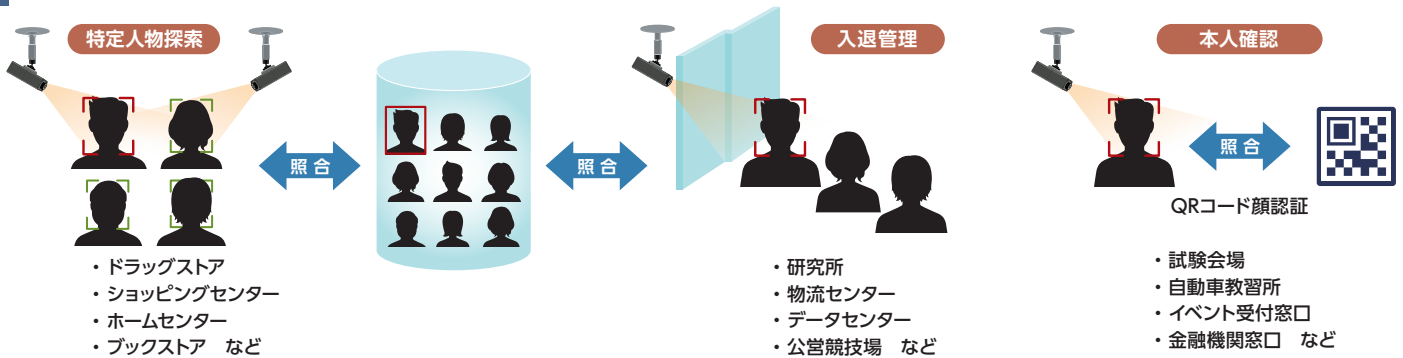 特定人物探索
照合
・ドラッグストア
・ショッピングセンター
・ホームセンター
・ブックストア　など
照合
入退管理
・研究所
・物流センター
・データセンター
・公営競技場　など
本人確認
照合
QRコード顔認証
・試験会場
・自動車教習所
・イベント受付窓口
・金融機関窓口　など